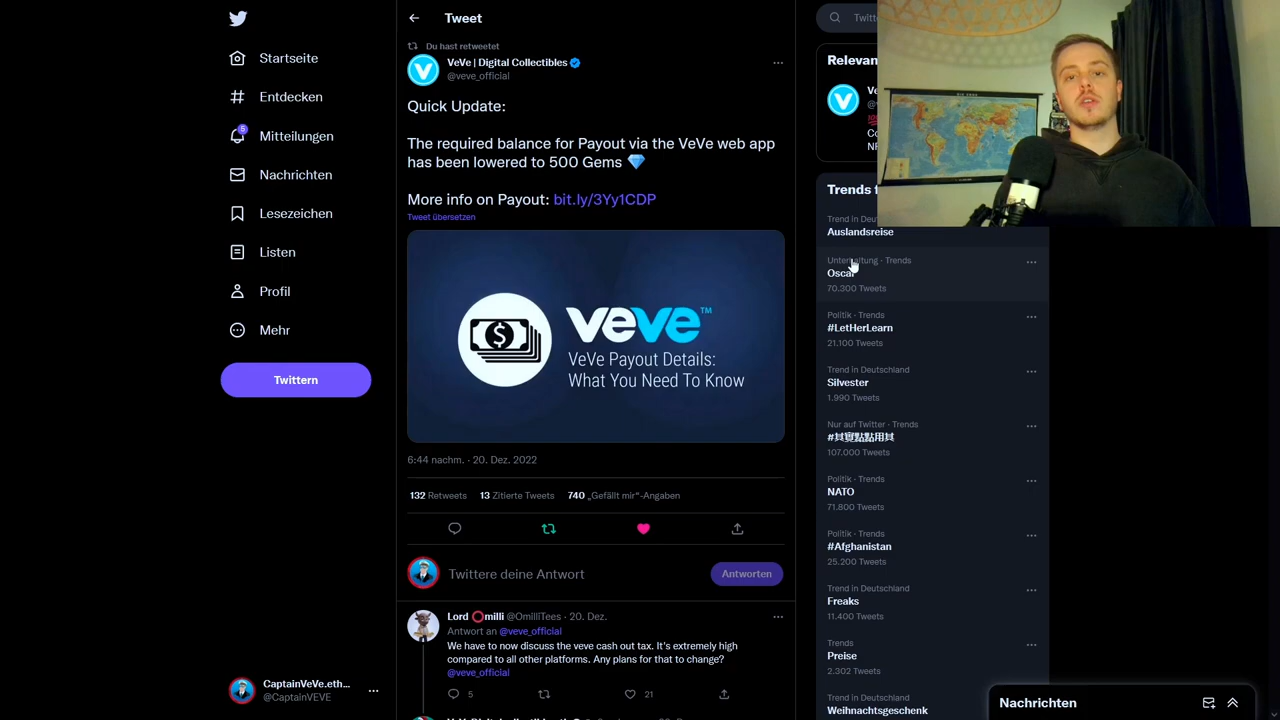 Startseite
Entdecken
5
Mitteilungen
Nachrichten
Lesezeichen
Listen
Profil
Mehr
Twittern
CaptainVeVe.eth...
@CaptainVEVE
Tweet
Du hast retweetet
VeVe | Digital Collectibles
@veve_official
Quick Update:
The required balance for Payout via the VeVe web app
has been lowered to 500 Gems 💎
More info on Payout: bit.ly/3Yy1CDP
Tweet übersetzen
veve™
VeVe Payout Details:
What You Need To Know
6:44 nachm. · 20. Dez. 2022
132 Retweets 13 Zitierte Tweets 740 „Gefällt mir“-Angaben
Twittere deine Antwort
Antworten
Lord ⭕milli @OmilliTees · 20. Dez.
Antwort an @veve_official
We have to now discuss the veve cash out tax. It's extremely high
compared to all other platforms. Any plans for that to change?
@veve_official
5
21
Auslandsreise
Unterhaltung · Trends
Oscar
70.300 Tweets
Politik · Trends
#LetHerLearn
21.100 Tweets
Trend in Deutschland
Silvester
1.990 Tweets
Nur auf Twitter · Trends
107.000 Tweets
Politik · Trends
NATO
71.800 Tweets
Politik · Trends
#Afghanistan
25.200 Tweets
Trend in Deutschland
Freaks
11.400 Tweets
Trends
Preise
2.302 Tweets
Trend in Deutschland
Weihnachtsgeschenk
Nachrichten